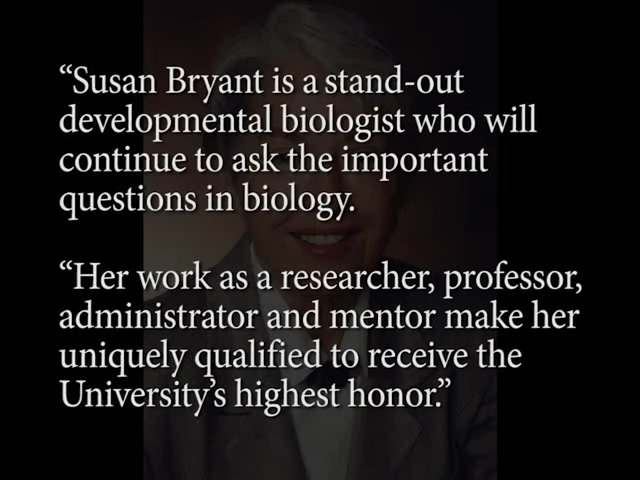 “Susan Bryant is a stand-out
developmental biologist who will
continue to ask the important
questions in biology.
“Her work as a researcher, professor,
administrator and mentor make her
uniquely qualified to receive the
University’s highest honor.”